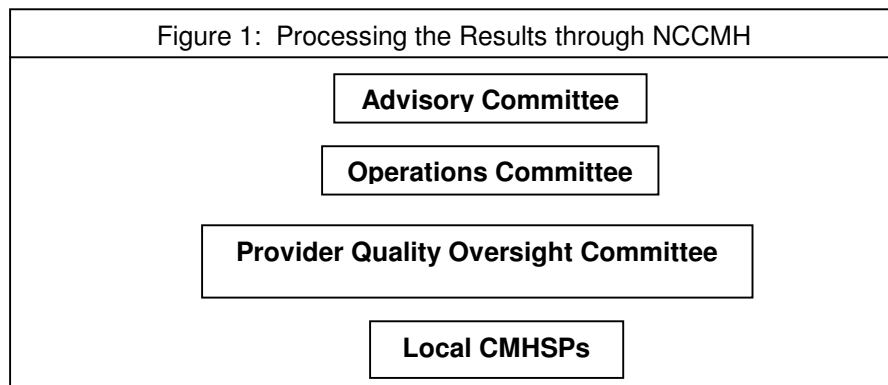 Figure 1: Processing the Results through NCCMH
Advisory Committee
Operations Committee
Provider Quality Oversight Committee
Local CMHSPs